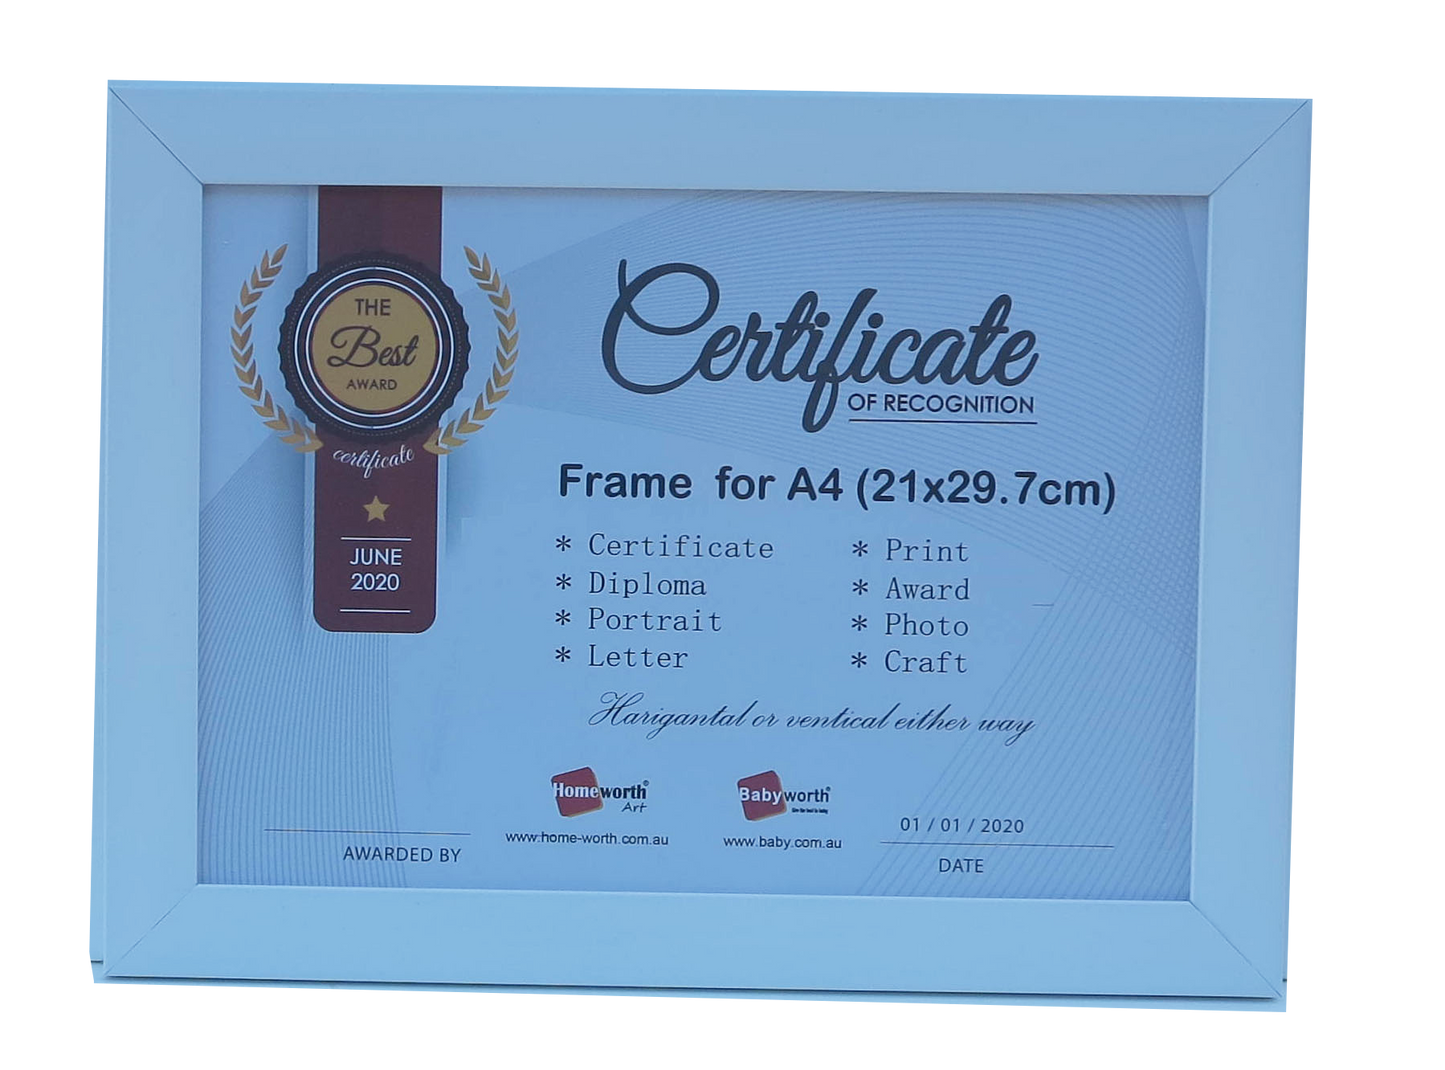 THE
Best
AWARD
certificate
JUNE
2020
Certificate
OF RECOGNITION
Frame for A4 (21x29.7cm)
* Certificate
* Diploma
* Portrait
* Letter
* Print
* Award
* Photo
* Craft
Harigantal or ventical either way
Homeworth®
Art
www.home-worth.com.au
Babyworth®
www.baby.com.au
AWARDED BY
01 / 01 / 2020
DATE